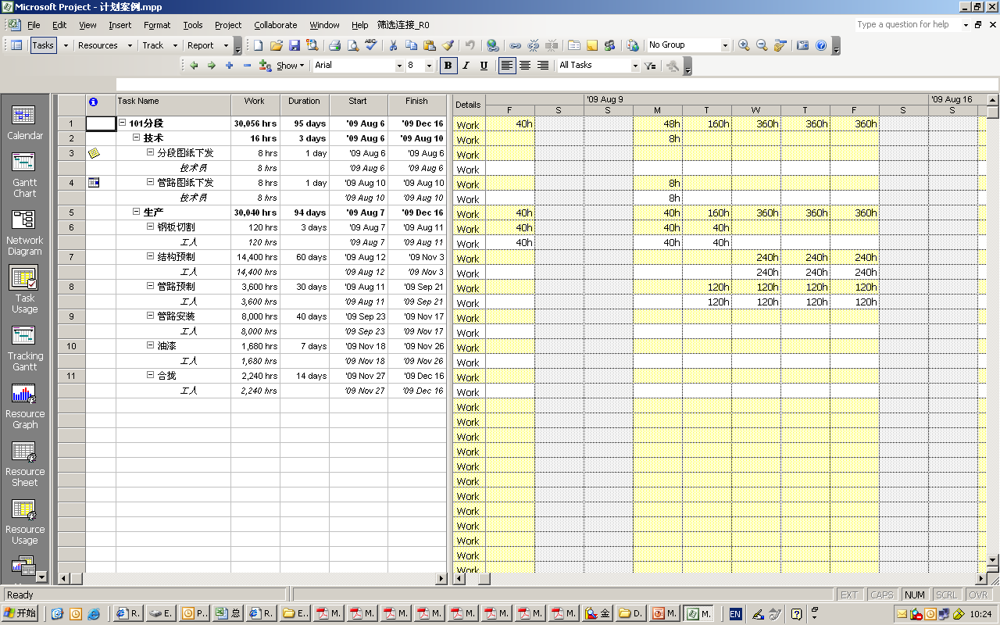 Microsoft Project - 计划案例.mpp
File Edit View Insert Format Tools Project Collaborate Window Help 筛选连接_R0 Type a question for help
Tasks Resources Track Report No Group
Show Arial 8 B I U All Tasks
Task Name Work Duration Start Finish Details '09 Aug 9 '09 Aug 16
F S S M T W T F S S
1 101分段 30,056 hrs 95 days '09 Aug 6 '09 Dec 16 Work 40h 48h 160h 360h 360h 360h
2 技术 16 hrs 3 days '09 Aug 6 '09 Aug 10 Work 8h
3 分段图纸下发 8 hrs 1 day '09 Aug 6 '09 Aug 6 Work
技术员 8 hrs '09 Aug 6 '09 Aug 6 Work
4 管路图纸下发 8 hrs 1 day '09 Aug 10 '09 Aug 10 Work 8h
技术员 8 hrs '09 Aug 10 '09 Aug 10 Work 8h
5 生产 30,040 hrs 94 days '09 Aug 7 '09 Dec 16 Work 40h 40h 160h 360h 360h 360h
6 钢板切割 120 hrs 3 days '09 Aug 7 '09 Aug 11 Work 40h 40h 40h
工人 120 hrs '09 Aug 7 '09 Aug 11 Work 40h 40h 40h
7 结构预制 14,400 hrs 60 days '09 Aug 12 '09 Nov 3 Work 240h 240h 240h
工人 14,400 hrs '09 Aug 12 '09 Nov 3 Work 240h 240h 240h
8 管路预制 3,600 hrs 30 days '09 Aug 11 '09 Sep 21 Work 120h 120h 120h 120h
工人 3,600 hrs '09 Aug 11 '09 Sep 21 Work 120h 120h 120h 120h
9 管路安装 8,000 hrs 40 days '09 Sep 23 '09 Nov 17 Work
工人 8,000 hrs '09 Sep 23 '09 Nov 17 Work
10 油漆 1,680 hrs 7 days '09 Nov 18 '09 Nov 26 Work
工人 1,680 hrs '09 Nov 18 '09 Nov 26 Work
11 合拢 2,240 hrs 14 days '09 Nov 27 '09 Dec 16 Work
工人 2,240 hrs '09 Nov 27 '09 Dec 16 Work
Work
Work
Work
Work
Work
Work
Work
Work
Work
Work
Work
Work
Calendar
Gantt
Chart
Network
Diagram
Task
Usage
Tracking
Gantt
Resource
Graph
Resource
Sheet
Resource
Usage
Ready EXT CAPS NUM SCRL OVR
开始 R. E. P.. 总 R. E.. M. M. M. M. M. M. M. M. 金 D. M. M. EN 10:24